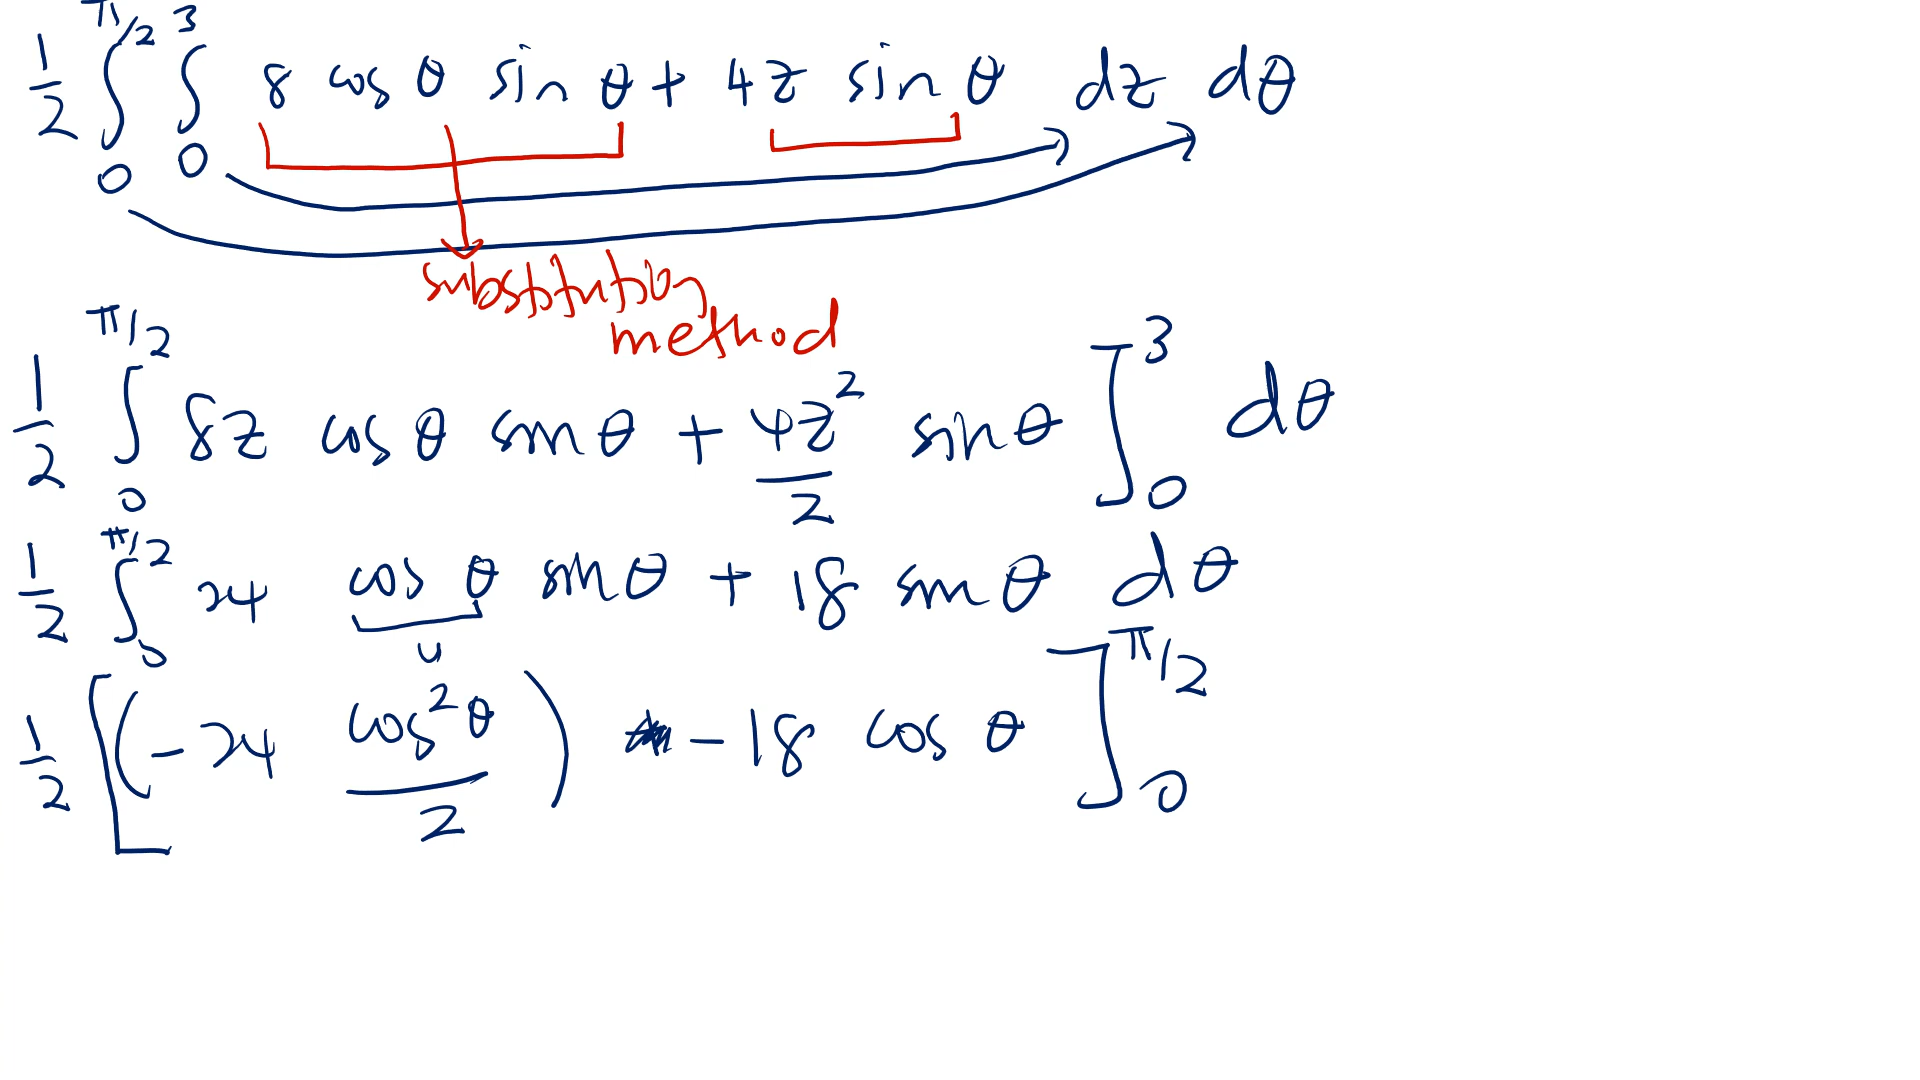 1/2 ∫₀^π/2 ∫₀^3 8 cos θ sin θ + 4z sin θ dz dθ
substitution
method
1/2 ∫₀^π/2 8z cos θ sin θ + 4z²/2 sin θ ]₀^3 dθ
1/2 ∫₀^π/2 24 cos θ sin θ + 18 sin θ dθ
u
1/2 [(-24 cos²θ/2) - 18 cos θ ]₀^π/2